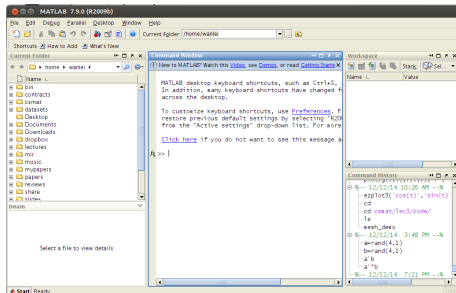 MATLAB 7.9.0 (R2009b)
File Edit Debug Parallel Desktop Window Help
Current Folder: /home/wanlei
Shortcuts How to Add What's New
Current Folder
home wanlei
Name
bin
contracts
csmat
datasets
Desktop
Documents
Downloads
dropbox
lectures
mir
music
mypapers
papers
reviews
share
slides
Details
Select a file to view details
Start Ready
Command Window
New to MATLAB? Watch this Video, see Demos, or read Getting Started
MATLAB desktop keyboard shortcuts, such as Ctrl+S,
In addition, many keyboard shortcuts have changed f
across the desktop.
To customize keyboard shortcuts, use Preferences. F
restore previous default settings by selecting "R20
from the "Active settings" drop-down list. For more
Click here if you do not want to see this message a
fx >>
Workspace
Stack: Sel...
Name Value
Command History
%-- 12/12/14 10:26 AM --%
ezplot3('cos(t)','sin(t)
cd
cd csmat/lec3/code/
ls
mesh_demo
%-- 12/12/14 3:48 PM --%
a=rand(4,1)
b=rand(4,1)
a'b
a'*b
%-- 12/12/14 7:21 PM --%